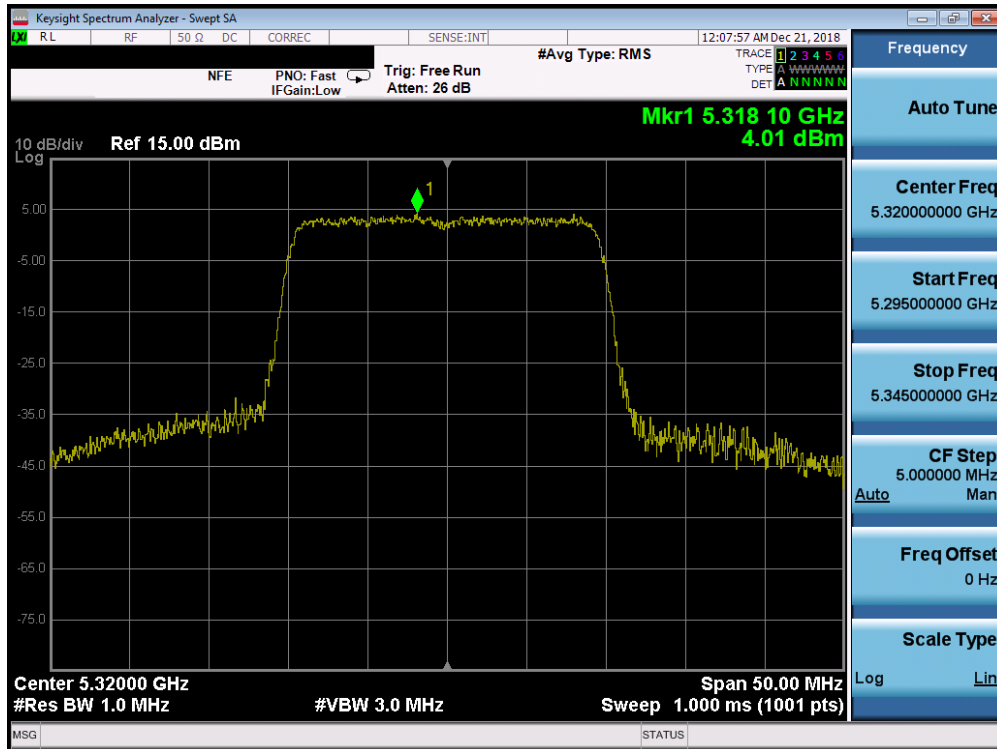 Keysight Spectrum Analyzer - Swept SA
LXI RL RF 50 Ω DC CORREC SENSE:INT 12:07:57 AM Dec 21, 2018
#Avg Type: RMS TRACE 1 2 3 4 5 6
NFE PNO: Fast Trig: Free Run TYPE A WWWWW
IFGain:Low Atten: 26 dB DET A N N N N N
Mkr1 5.318 10 GHz
4.01 dBm
10 dB/div Ref 15.00 dBm
Log
1
5.00
-5.00
-15.0
-25.0
-35.0
-45.0
-55.0
-65.0
-75.0
Center 5.32000 GHz Span 50.00 MHz
#Res BW 1.0 MHz #VBW 3.0 MHz Sweep 1.000 ms (1001 pts)
MSG STATUS
Frequency
Auto Tune
Center Freq
5.320000000 GHz
Start Freq
5.295000000 GHz
Stop Freq
5.345000000 GHz
CF Step
5.000000 MHz
Auto Man
Freq Offset
0 Hz
Scale Type
Log Lin